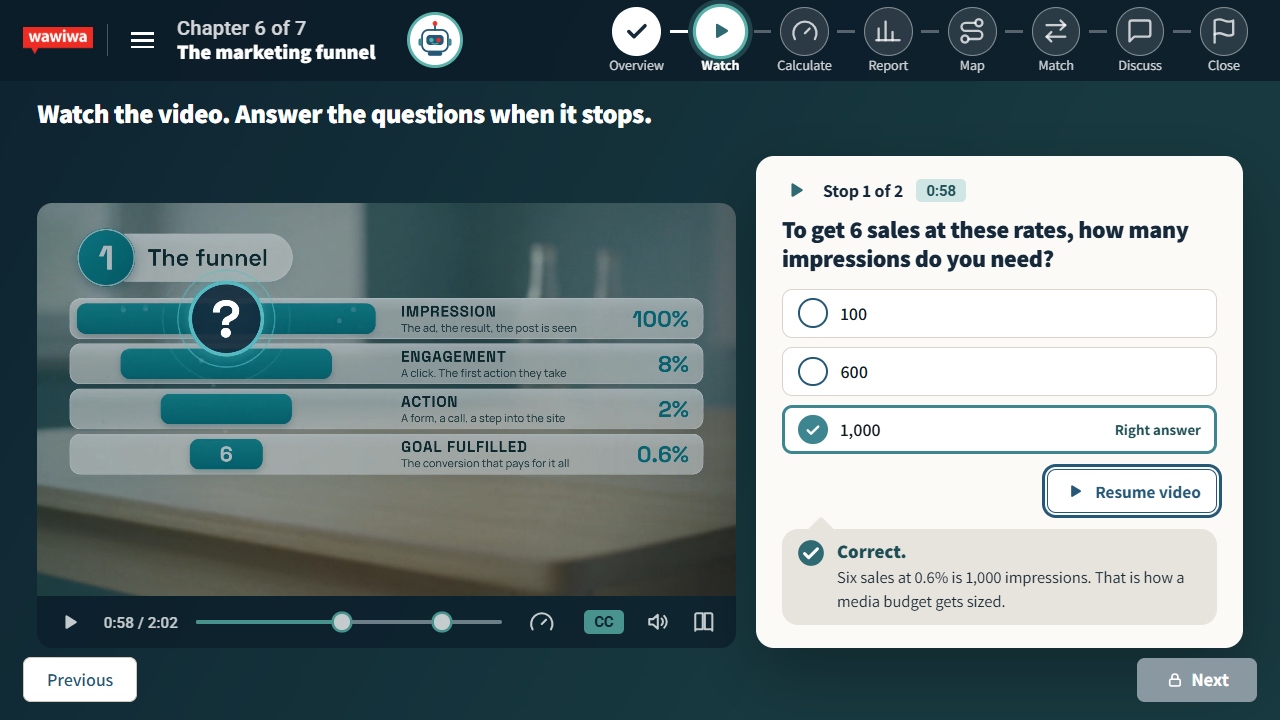 wawiwa
Chapter 6 of 7
The marketing funnel
Overview
Watch
Calculate
Report
Map
Match
Discuss
Close
Watch the video. Answer the questions when it stops.
1
The funnel
?
IMPRESSION
The ad, the result, the post is seen
100%
ENGAGEMENT
A click. The first action they take
8%
ACTION
A form, a call, a step into the site
2%
6
GOAL FULFILLED
The conversion that pays for it all
0.6%
0:58 / 2:02
CC
Stop 1 of 2
0:58
To get 6 sales at these rates, how many
impressions do you need?
100
600
1,000
Right answer
Resume video
Correct.
Six sales at 0.6% is 1,000 impressions. That is how a
media budget gets sized.
Previous
Next